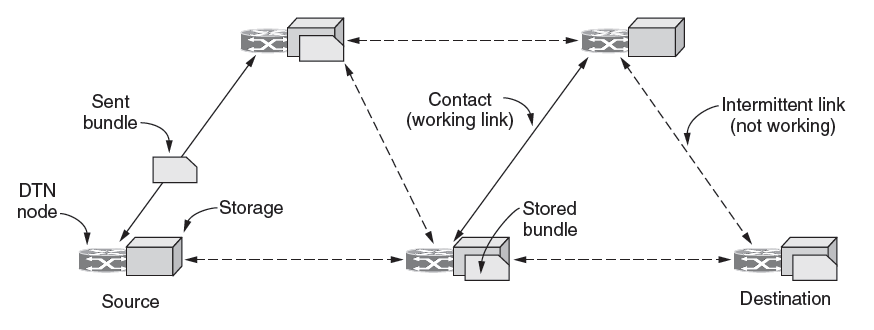 Sent
bundle
Contact
(working link)
Intermittent link
(not working)
DTN
node
Storage
Stored
bundle
Source
Destination